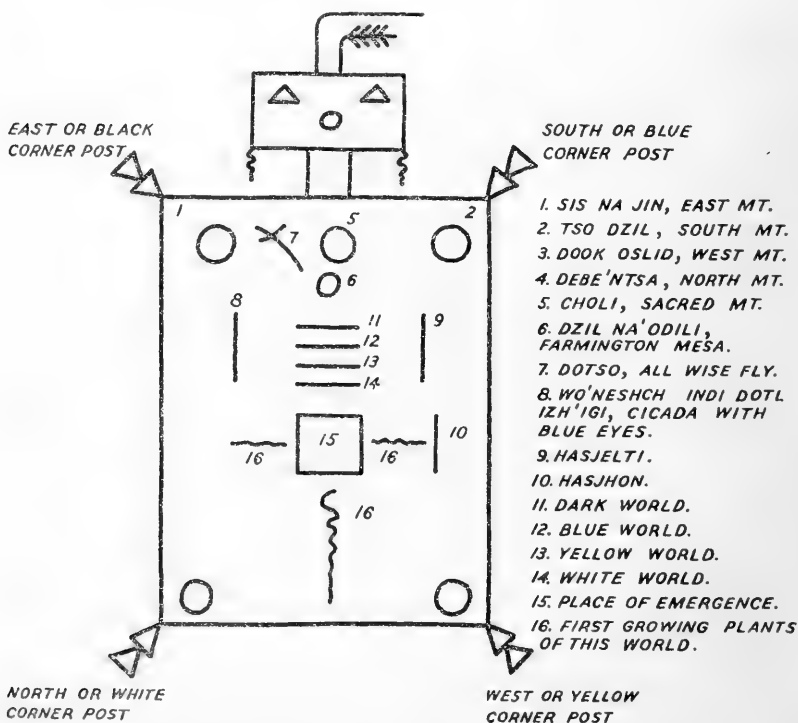 EAST OR BLACK
CORNER POST
SOUTH OR BLUE
CORNER POST
1
5
2
7
6
8
9
11
12
13
14
15
10
16
16
16
1. SIS NA JIN, EAST MT.
2. TSO DZIL, SOUTH MT.
3. DOOK OSLID, WEST MT.
4. DEBE'NTSA, NORTH MT.
5. CHOLI, SACRED MT.
6. DZIL NA'ODILI,
FARMINGTON MESA.
7. DOTSO, ALL WISE FLY.
8. WO'NESHCH INDI DOTL
IZH'IGI, CICADA WITH
BLUE EYES.
9. HASJELTI.
10. HASJHON.
11. DARK WORLD.
12. BLUE WORLD.
13. YELLOW WORLD.
14. WHITE WORLD.
15. PLACE OF EMERGENCE.
16. FIRST GROWING PLANTS
OF THIS WORLD.
NORTH OR WHITE
CORNER POST
WEST OR YELLOW
CORNER POST